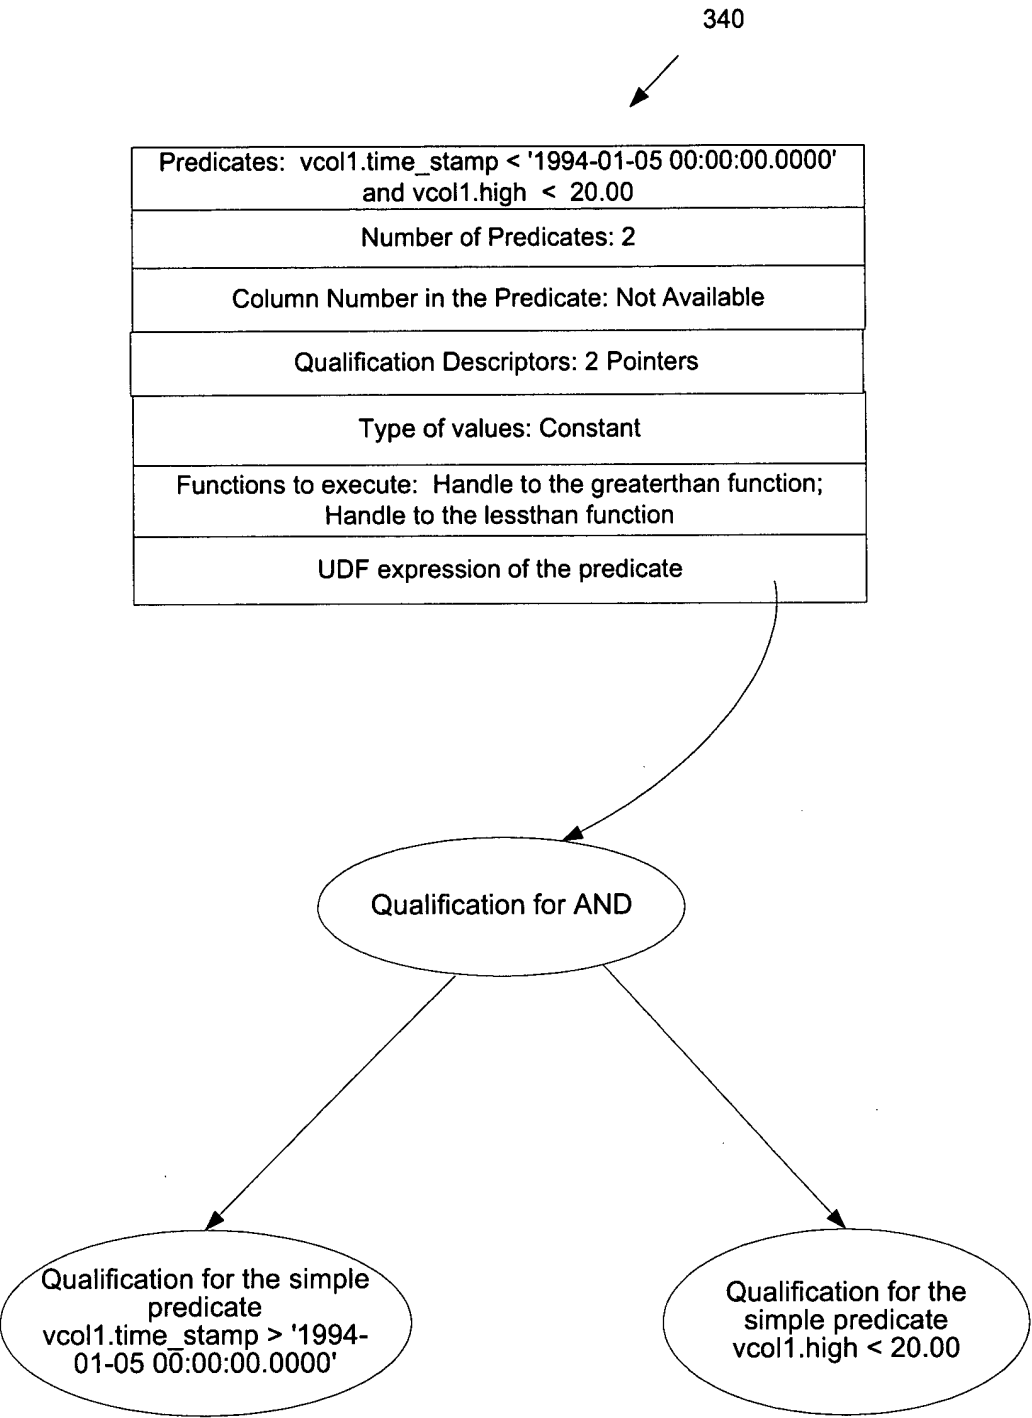 340
Predicates: vcol1.time_stamp < '1994-01-05 00:00:00.0000'
and vcol1.high < 20.00
Number of Predicates: 2
Column Number in the Predicate: Not Available
Qualification Descriptors: 2 Pointers
Type of values: Constant
Functions to execute: Handle to the greaterthan function;
Handle to the lessthan function
UDF expression of the predicate
Qualification for AND
Qualification for the simple
predicate
vcol1.time_stamp > '1994-
01-05 00:00:00.0000'
Qualification for the
simple predicate
vcol1.high < 20.00